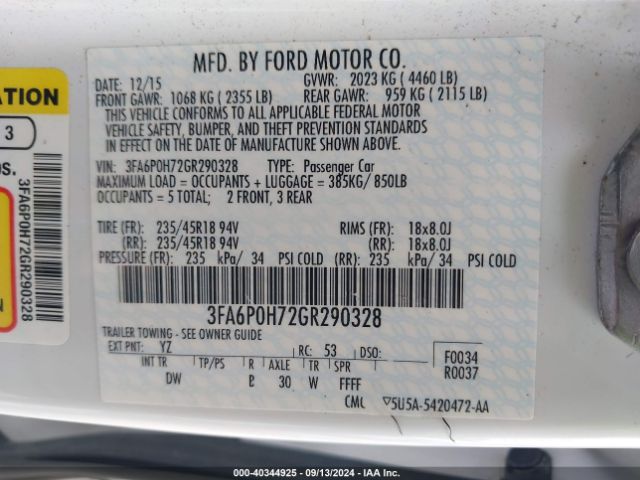 MFD. BY FORD MOTOR CO.
DATE: 12/15 GVWR: 2023 KG ( 4460 LB)
FRONT GAWR: 1068 KG ( 2355 LB) REAR GAWR: 959 KG ( 2115 LB)
THIS VEHICLE CONFORMS TO ALL APPLICABLE FEDERAL MOTOR
VEHICLE SAFETY, BUMPER, AND THEFT PREVENTION STANDARDS
IN EFFECT ON THE DATE OF MANUFACTURE SHOWN ABOVE.
VIN: 3FA6P0H72GR290328 TYPE: Passenger Car
MAXIMUM LOAD = OCCUPANTS + LUGGAGE = 385KG/ 850LB
OCCUPANTS = 5 TOTAL; 2 FRONT, 3 REAR
TIRE (FR): 235/45R18 94V RIMS (FR): 18x8.0J
(RR): 235/45R18 94V (RR): 18x8.0J
PRESSURE (FR): 235 kPa/ 34 PSI COLD (RR): 235 kPa/ 34 PSI COLD
3FA6P0H72GR290328
TRAILER TOWING - SEE OWNER GUIDE
EXT PNT: YZ RC: 53 DSO: F0034
INT TR TP/PS R AXLE TR SPR R0037
DW 30 W FFFF
CMC 5U5A-5420472-AA
ATION
3
3FA6P0H72GR290328
000-40344925 - 09/13/2024 - IAA Inc.